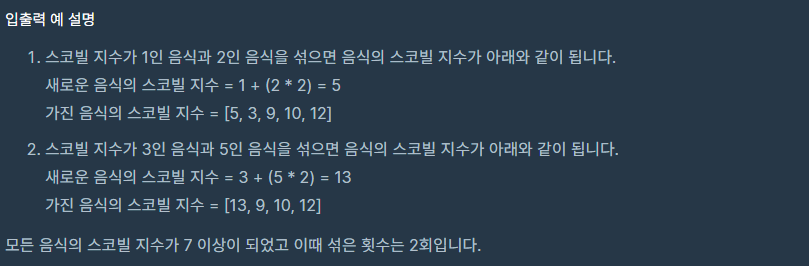 입출력 예 설명
1. 스코빌 지수가 1인 음식과 2인 음식을 섞으면 음식의 스코빌 지수가 아래와 같이 됩니다.
새로운 음식의 스코빌 지수 = 1 + (2 * 2) = 5
가진 음식의 스코빌 지수 = [5, 3, 9, 10, 12]
2. 스코빌 지수가 3인 음식과 5인 음식을 섞으면 음식의 스코빌 지수가 아래와 같이 됩니다.
새로운 음식의 스코빌 지수 = 3 + (5 * 2) = 13
가진 음식의 스코빌 지수 = [13, 9, 10, 12]
모든 음식의 스코빌 지수가 7 이상이 되었고 이때 섞은 횟수는 2회입니다.